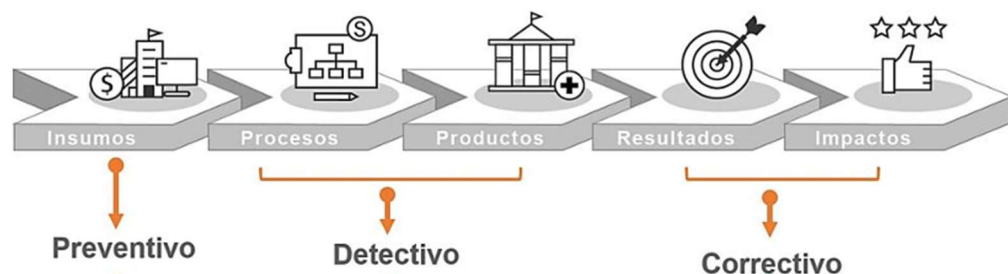 $
S
Insumos
Procesos
Productos
Resultados
Impactos
Preventivo
Detectivo
Correctivo